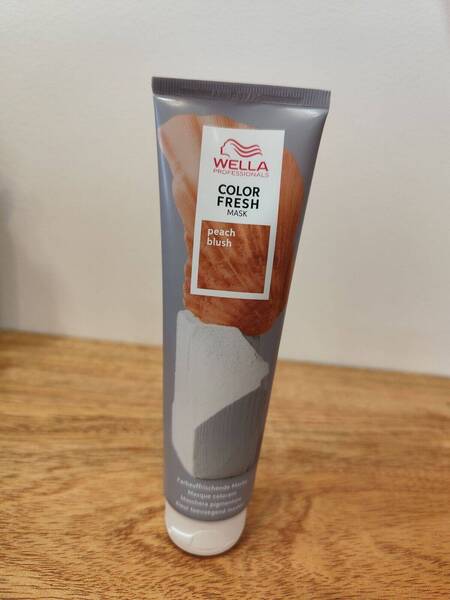 WELLA
PROFESSIONALS
COLOR
FRESH
MASK
peach
blush
Farbauffrischende Maske
Masque colorant
Maschera pigmentata